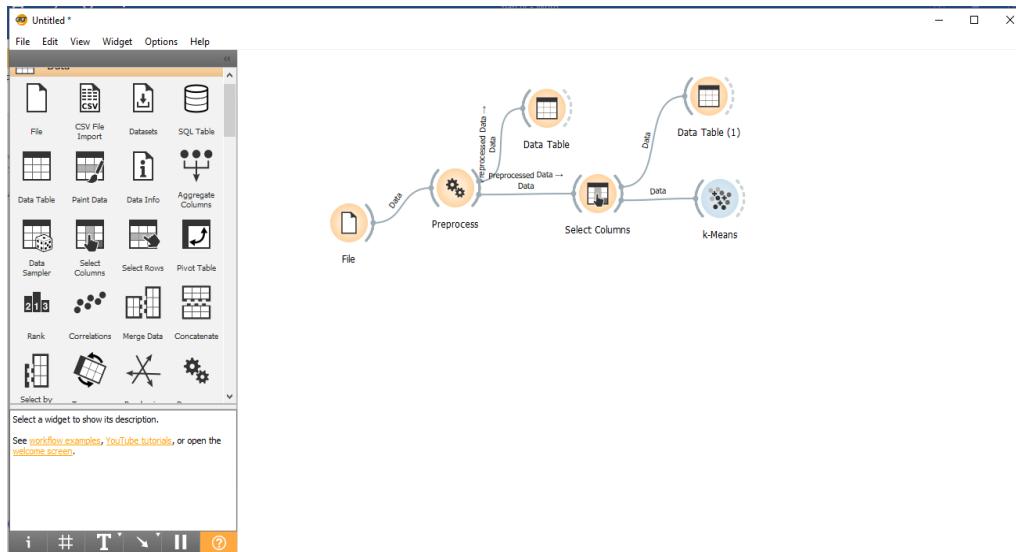 Untitled *
File Edit View Widget Options Help
Data
File
CSV File
Import
Datasets
SQL Table
Data Table
Paint Data
Data Info
Aggregate
Columns
Data
Sampler
Select
Columns
Select Rows
Pivot Table
Rank
Correlations
Merge Data
Concatenate
Select by
Select a widget to show its description.
See workflow examples, YouTube tutorials, or open the
welcome screen.
File
Data
Preprocess
reprocessed Data →
Data
Data Table
Preprocessed Data →
Data
Select Columns
Data
Data Table (1)
Data
k-Means